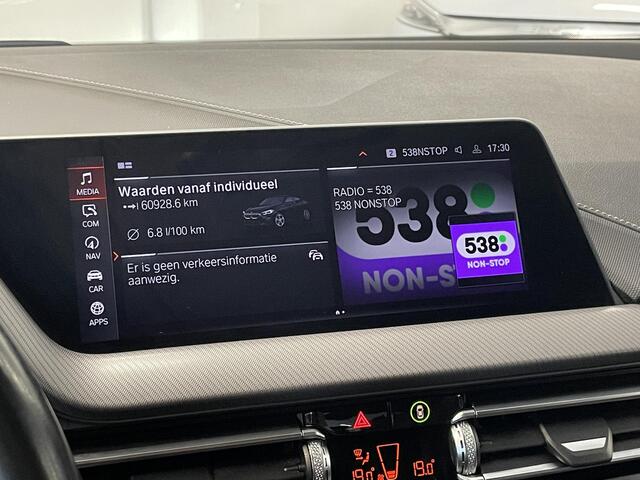 2 538NSTOP 17:30
MEDIA
COM
NAV
CAR
APPS
Waarden vanaf individueel
60928.6 km
6.8 l/100 km
Er is geen verkeersinformatie
aanwezig.
RADIO = 538
538 NONSTOP
538
NON-S
538
NON-STOP
19.0
19.0